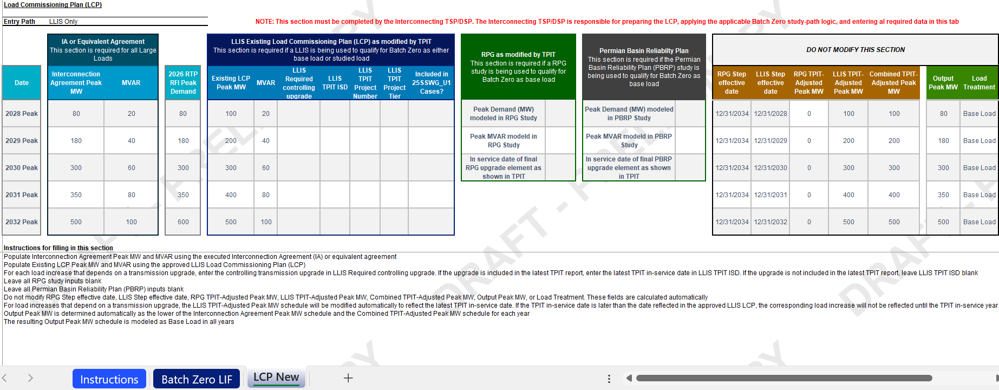 Load Commissioning Plan (LCP)
Entry Path LLIS Only
NOTE: This section must be completed by the Interconnecting TSP/DSP. The Interconnecting TSP/DSP is responsible for preparing the LCP, applying the applicable Batch Zero study-path logic, and entering al required data in this tab
IA or Equivalent Agreement
This section is required for all Large
Loads
LLIS Existing Load Commissioning Plan (LCP) as modified by TPIT
This section is required if a LLIS is being used to qualify for Batch Zero as either
base load or studied load
RPG as modified by TPIT
This section is required if a RPG
study is being used to qualify for
Batch Zero as base load
Permian Basin Reliabilty Plan
This section is required if the Permian
Basin Reliability Plan (PBRP) study is
being used to qualify for Batch Zero as
base load
DO NOT MODIFY THIS SECTION
Date
Interconnection
Agreement Peak
MW
MVAR
2026 RTP
RFI Peak
Demand
Existing LCP
Peak MW
MVAR
LLIS
Required
controlling
upgrade
LLIS
TPIT ISD
LLIS
TPIT
Project
Number
LLIS
TPIT
Project
Tier
Included in
25SSWG_U1
Cases?
RPG Step
effective
date
LLIS Step
effective
date
RPG TPIT-
Adjusted
Peak MW
LLIS TPIT-
Adjusted
Peak MW
Combined TPIT-
Adjusted Peak
MW
Output
Peak MW
Load
Treatment
2028 Peak 80 20 80 100 20
Peak Demand (MW)
modeled in RPG Study
Peak Demand (MW) modeled
in PBRP Study
12/31/2034 12/31/2028 0 100 100 80 Base Load
2029 Peak 180 40 180 200 40
Peak MVAR modeld in
RPG Study
Peak MVAR modeld in PBRP
Study
12/31/2034 12/31/2029 0 200 200 180 Base Load
2030 Peak 300 60 300 300 60
In service date of final
RPG upgrade element as
shown in TPIT
In service date of final PBRP
upgrade element as shown
in TPIT
12/31/2034 12/31/2030 0 300 300 300 Base Load
2031 Peak 350 80 350 400 80
12/31/2034 12/31/2031 0 400 400 350 Base Load
2032 Peak 500 100 600 500 100
12/31/2034 12/31/2032 0 500 500 500 Base Load
Instructions for filling in this section
Populate Interconnection Agreement Peak MW and MVAR using the executed Interconnection Agreement (IA) or equivalent agreement
Populate Existing LCP Peak MW and MVAR using the approved LLIS Load Commissioning Plan (LCP)
For each load increase that depends on a transmission upgrade, enter the controlling transmission upgrade in LLIS Required controlling upgrade. If the upgrade is included in the latest TPIT report, enter the latest TPIT in-service date in LLIS TPIT ISD. If the upgrade is not included in the latest TPIT report, leave LLIS TPIT ISD blank
Leave all RPG study inputs blank
Leave all Permian Basin Reliability Plan (PBRP) inputs blank
Do not modify RPG Step effective date, LLIS Step effective date, RPG TPIT-Adjusted Peak MW, LLIS TPIT-Adjusted Peak MW, Combined TPIT-Adjusted Peak MW, Output Peak MW, or Load Treatment. These fields are calculated automatically
For load increases that depend on a transmission upgrade, the LLIS TPIT-Adjusted Peak MW schedule will be modified automatically to reflect the latest TPIT in-service date. If the TPIT in-service date is later than the date reflected in the approved LLIS LCP, the corresponding load increase will not be reflected until the TPIT in-service year
Output Peak MW is determined automatically as the lower of the Interconnection Agreement Peak MW schedule and the Combined TPIT-Adjusted Peak MW schedule for each year
The resulting Output Peak MW schedule is modeled as Base Load in all years
DRAFT - PREL
DRAFT -
Instructions
Batch Zero LIF
LCP New